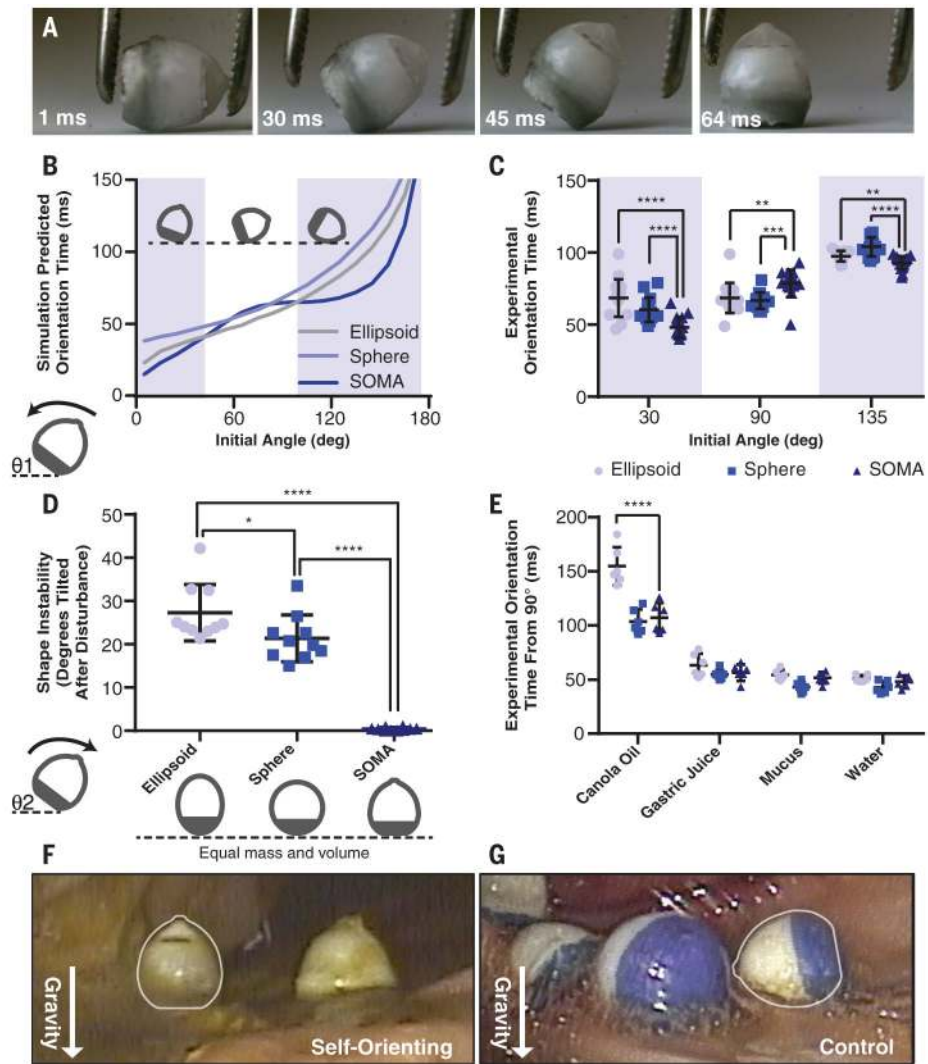 A
1 ms
30 ms
45 ms
64 ms
B
Simulation Predicted
Orientation Time (ms)
150
100
50
0
0
60
120
180
Initial Angle (deg)
Ellipsoid
Sphere
SOMA
θ1
C
Experimental
Orientation Time (ms)
150
100
50
0
****
****
**
***
**
****
30
90
135
Initial Angle (deg)
Ellipsoid
Sphere
SOMA
D
Shape Instability
(Degrees Tilted
After Disturbance)
50
40
30
20
10
0
****
*
****
Ellipsoid
Sphere
SOMA
θ2
Equal mass and volume
E
Experimental Orientation
Time From 90° (ms)
200
150
100
50
0
****
Canola Oil
Gastric Juice
Mucus
Water
F
Gravity
Self-Orienting
G
Gravity
Control